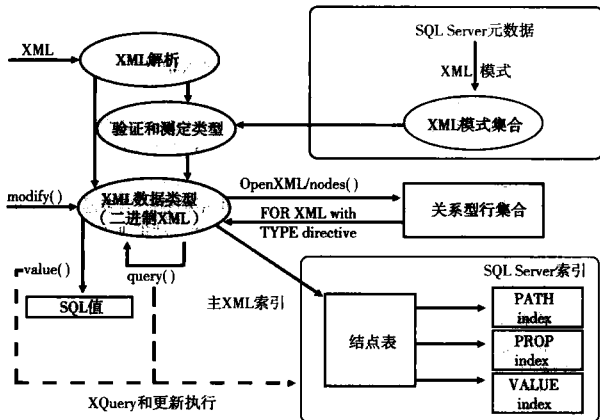 SQL Server元数据
XML
XML解析
XML 模式
验证和测定类型
XML模式集合
OpenXML/nodes()
modify()
XML数据类型
(二进制XML)
FOR XML with
TYPE directive
关系型行集合
value()
query()
SQL Server索引
SQL值
主XML索引
PATH
index
结点表
PROP
index
VALUE
index
XQuery和更新执行